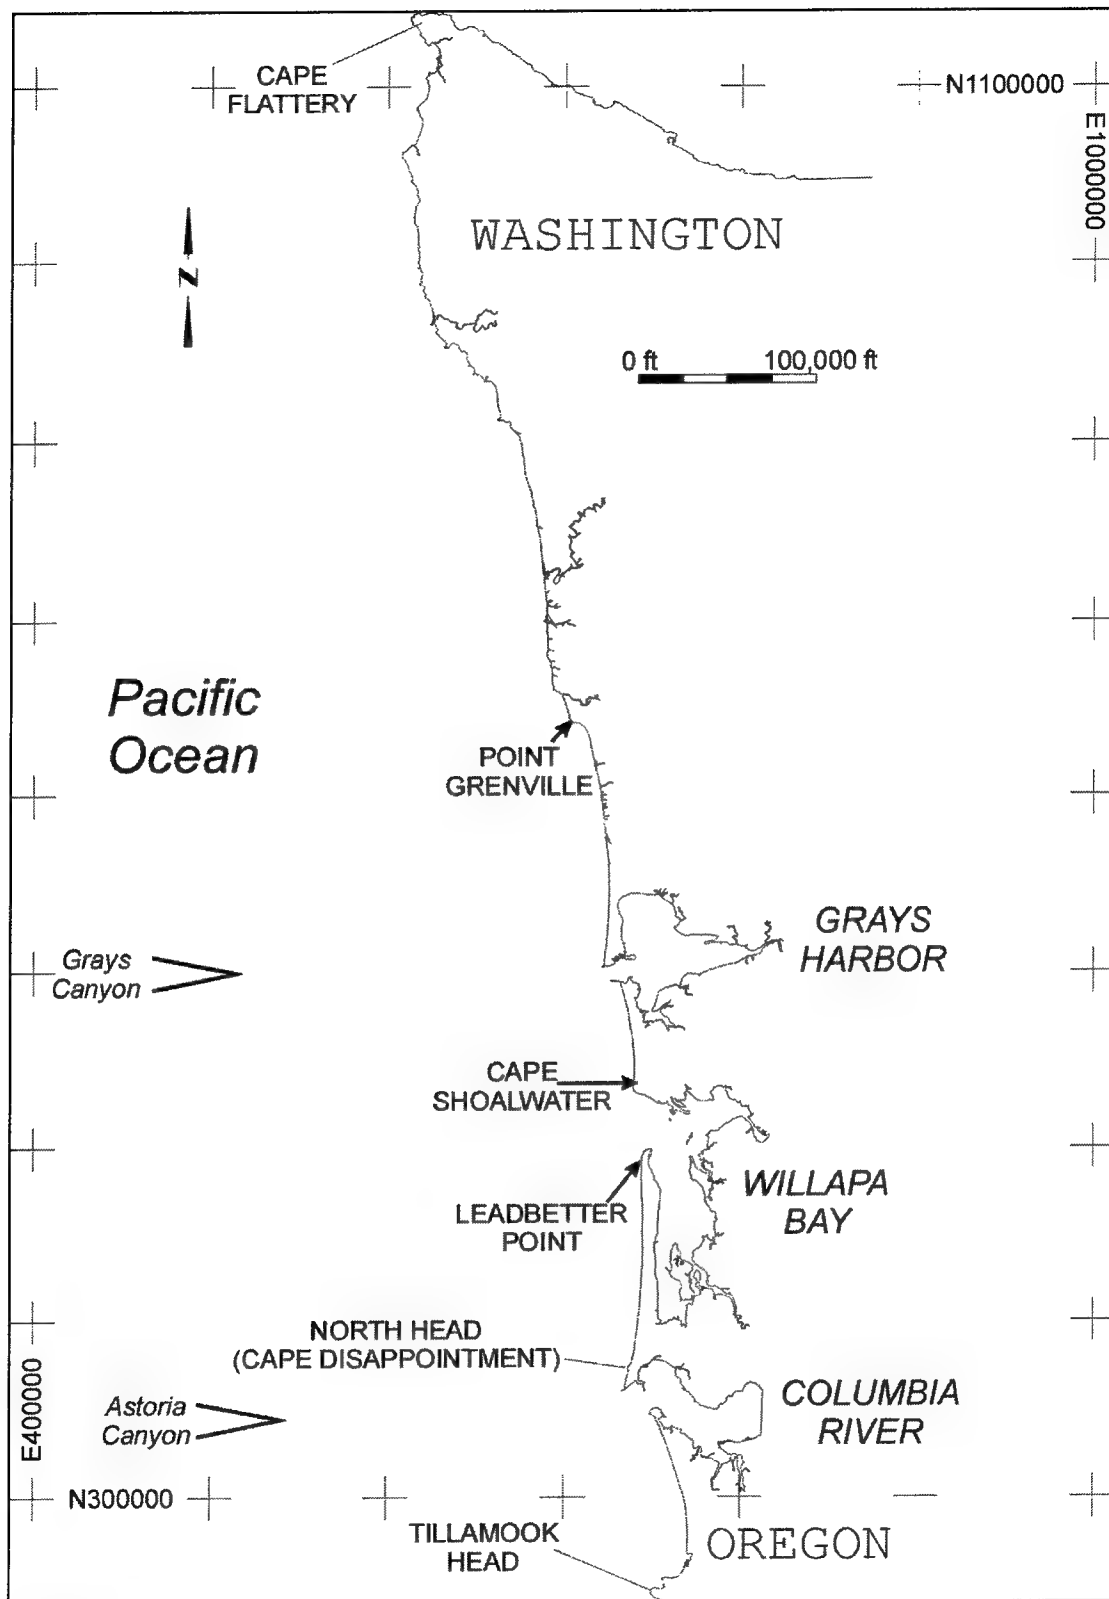 CAPE
FLATTERY
N1100000
E1000000
WASHINGTON
N
0 ft 100,000 ft
Pacific
Ocean
POINT
GRENVILLE
GRAYS
HARBOR
Grays
Canyon
CAPE
SHOALWATER
WILLAPA
BAY
LEADBETTER
POINT
NORTH HEAD
(CAPE DISAPPOINTMENT)
COLUMBIA
RIVER
E400000
Astoria
Canyon
N300000
TILLAMOOK
HEAD
OREGON